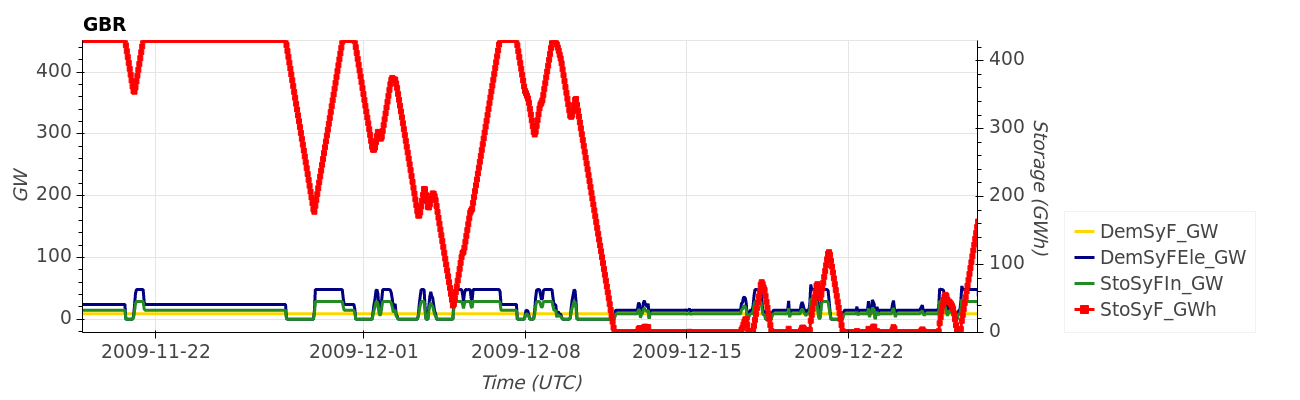 GBR
400
300
200
100
0
GW
400
300
200
100
0
Storage (GWh)
2009-11-22
2009-12-01
2009-12-08
2009-12-15
2009-12-22
Time (UTC)
DemSyF_GW
DemSyFEle_GW
StoSyFIn_GW
StoSyF_GWh